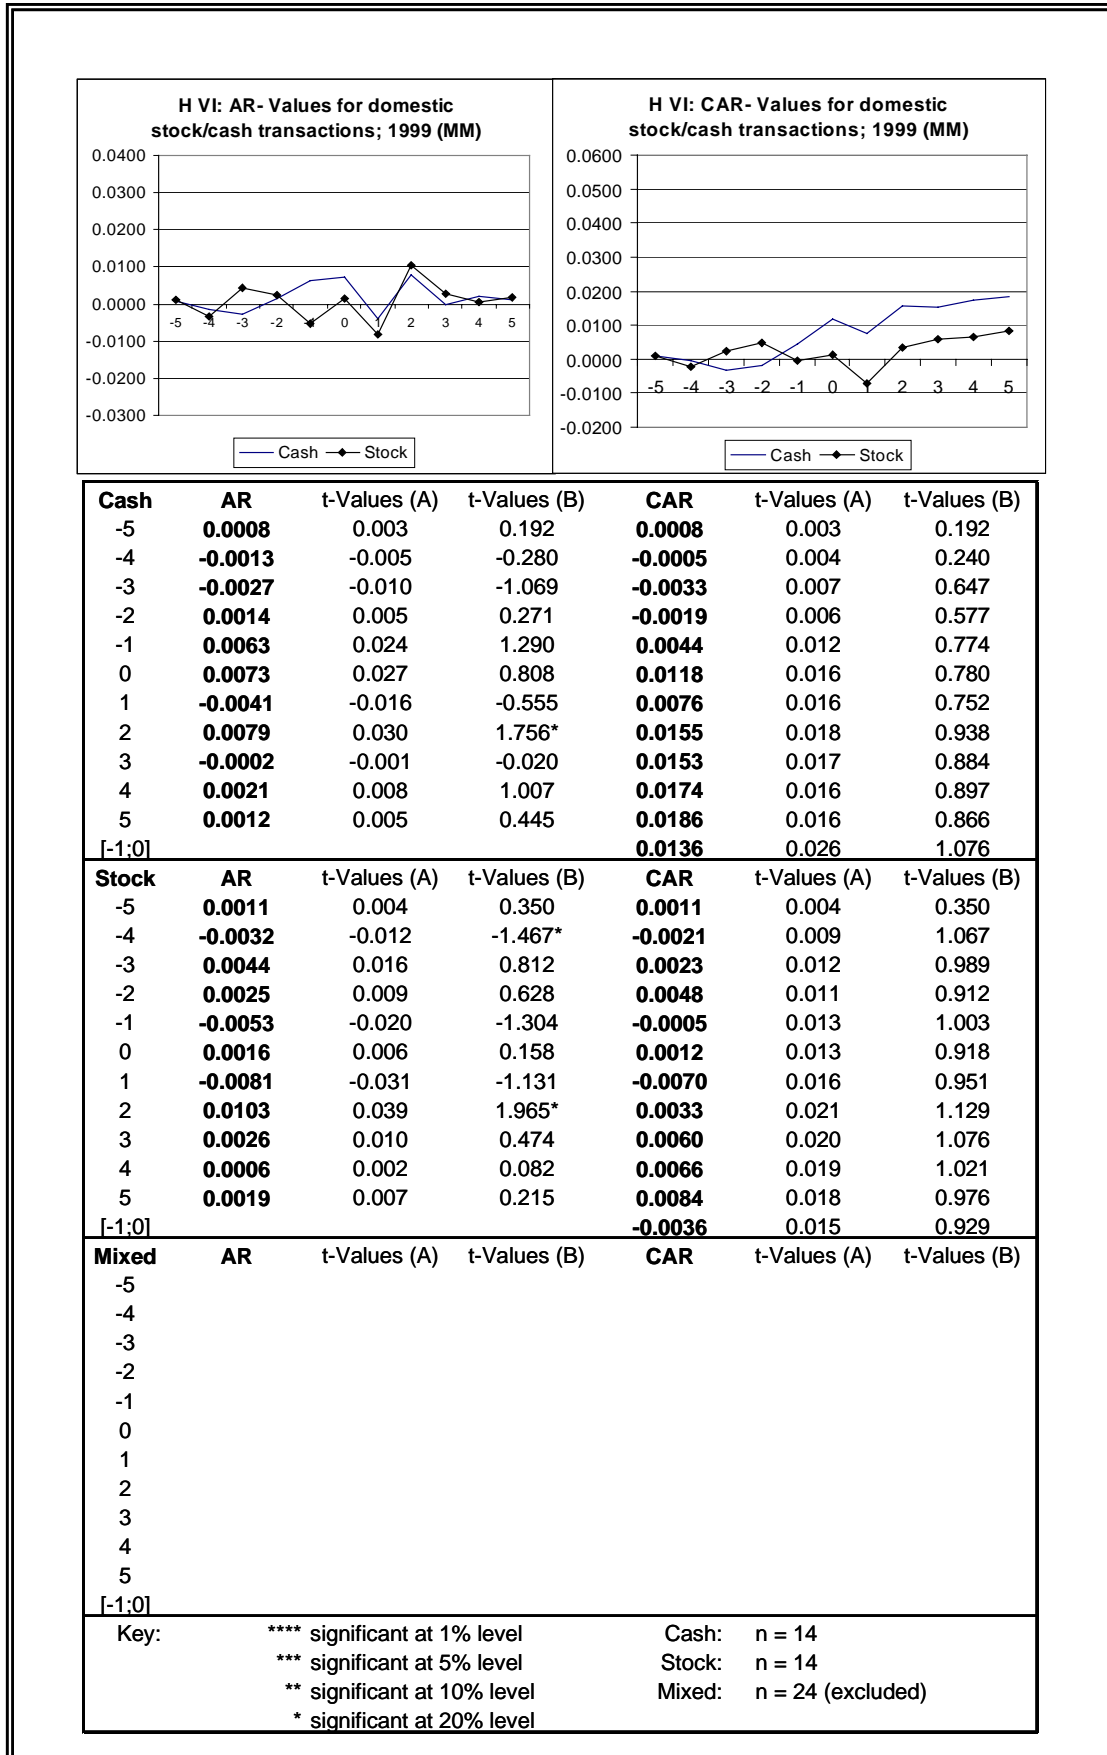 H VI: AR- Values for domestic
stock/cash transactions; 1999 (MM)
0.0400
0.0300
0.0200
0.0100
0.0000
-0.0100
-0.0200
-0.0300
-5 -4 -3 -2 -1 0 1 2 3 4 5
Cash Stock
H VI: CAR- Values for domestic
stock/cash transactions; 1999 (MM)
0.0600
0.0500
0.0400
0.0300
0.0200
0.0100
0.0000
-0.0100
-0.0200
-5 -4 -3 -2 -1 0 1 2 3 4 5
Cash Stock
Cash AR t-Values (A) t-Values (B) CAR t-Values (A) t-Values (B)
-5 0.0008 0.003 0.192 0.0008 0.003 0.192
-4 -0.0013 -0.005 -0.280 -0.0005 0.004 0.240
-3 -0.0027 -0.010 -1.069 -0.0033 0.007 0.647
-2 0.0014 0.005 0.271 -0.0019 0.006 0.577
-1 0.0063 0.024 1.290 0.0044 0.012 0.774
0 0.0073 0.027 0.808 0.0118 0.016 0.780
1 -0.0041 -0.016 -0.555 0.0076 0.016 0.752
2 0.0079 0.030 1.756* 0.0155 0.018 0.938
3 -0.0002 -0.001 -0.020 0.0153 0.017 0.884
4 0.0021 0.008 1.007 0.0174 0.016 0.897
5 0.0012 0.005 0.445 0.0186 0.016 0.866
[-1;0] 0.0136 0.026 1.076
Stock AR t-Values (A) t-Values (B) CAR t-Values (A) t-Values (B)
-5 0.0011 0.004 0.350 0.0011 0.004 0.350
-4 -0.0032 -0.012 -1.467* -0.0021 0.009 1.067
-3 0.0044 0.016 0.812 0.0023 0.012 0.989
-2 0.0025 0.009 0.628 0.0048 0.011 0.912
-1 -0.0053 -0.020 -1.304 -0.0005 0.013 1.003
0 0.0016 0.006 0.158 0.0012 0.013 0.918
1 -0.0081 -0.031 -1.131 -0.0070 0.016 0.951
2 0.0103 0.039 1.965* 0.0033 0.021 1.129
3 0.0026 0.010 0.474 0.0060 0.020 1.076
4 0.0006 0.002 0.082 0.0066 0.019 1.021
5 0.0019 0.007 0.215 0.0084 0.018 0.976
[-1;0] -0.0036 0.015 0.929
Mixed AR t-Values (A) t-Values (B) CAR t-Values (A) t-Values (B)
-5
-4
-3
-2
-1
0
1
2
3
4
5
[-1;0]
Key: **** significant at 1% level Cash: n = 14
*** significant at 5% level Stock: n = 14
** significant at 10% level Mixed: n = 24 (excluded)
* significant at 20% level